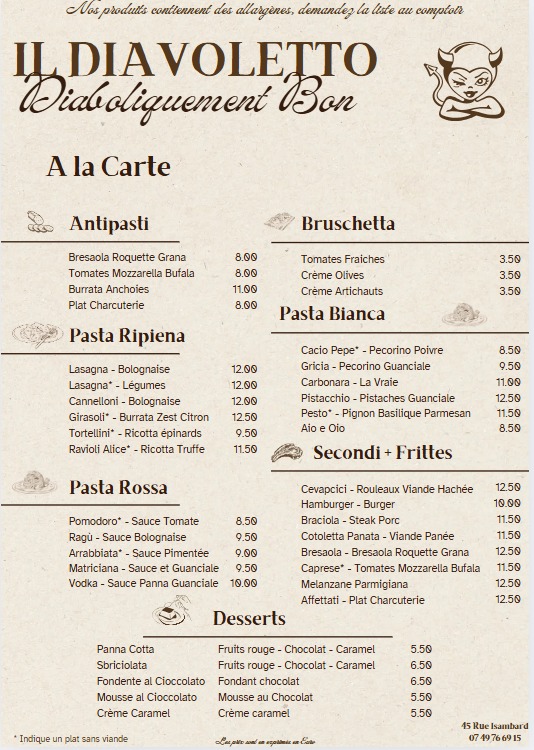 Nos produits contiennent des allargènes, demandez la liste au comptoir
IL DIAVOLETTO
Diaboliquement Bon
A la Carte
Antipasti
Bresaola Roquette Grana 8.00
Tomates Mozzarella Bufala 8.00
Burrata Anchoies 11.00
Plat Charcuterie 8.00
Pasta Ripiena
Lasagna - Bolognaise 12.00
Lasagna* - Légumes 12.00
Cannelloni - Bolognaise 12.00
Girasoli* - Burrata Zest Citron 12.50
Tortellini* - Ricotta épinards 9.50
Ravioli Alice* - Ricotta Truffe 11.50
Pasta Rossa
Pomodoro* - Sauce Tomate 8.50
Ragù - Sauce Bolognaise 9.50
Arrabbiata* - Sauce Pimentée 9.00
Matriciana - Sauce et Guanciale 9.50
Vodka - Sauce Panna Guanciale 10.00
Bruschetta
Tomates Fraiches 3.50
Crème Olives 3.50
Crème Artichauts 3.50
Pasta Bianca
Cacio Pepe* - Pecorino Poivre 8.50
Gricia - Pecorino Guanciale 9.50
Carbonara - La Vraie 11.00
Pistacchio - Pistaches Guanciale 12.50
Pesto* - Pignon Basilique Parmesan 11.50
Aio e Oio 8.50
Secondi + Frittes
Cevapcici - Rouleaux Viande Hachée 12.50
Hamburger - Burger 10.00
Braciola - Steak Porc 11.50
Cotoletta Panata - Viande Panée 11.50
Bresaola - Bresaola Roquette Grana 12.50
Caprese* - Tomates Mozzarella Bufala 11.50
Melanzane Parmigiana 12.50
Affettati - Plat Charcuterie 12.50
Desserts
Panna Cotta Fruits rouge - Chocolat - Caramel 5.50
Sbriciolata Fruits rouge - Chocolat - Caramel 6.50
Fondente al Cioccolato Fondant chocolat 6.50
Mousse al Cioccolato Mousse au Chocolat 5.50
Crème Caramel Crème caramel 5.50
* Indique un plat sans viande
Les prix sont en exprimés en Euro
45 Rue Isambard
07 49 76 69 15